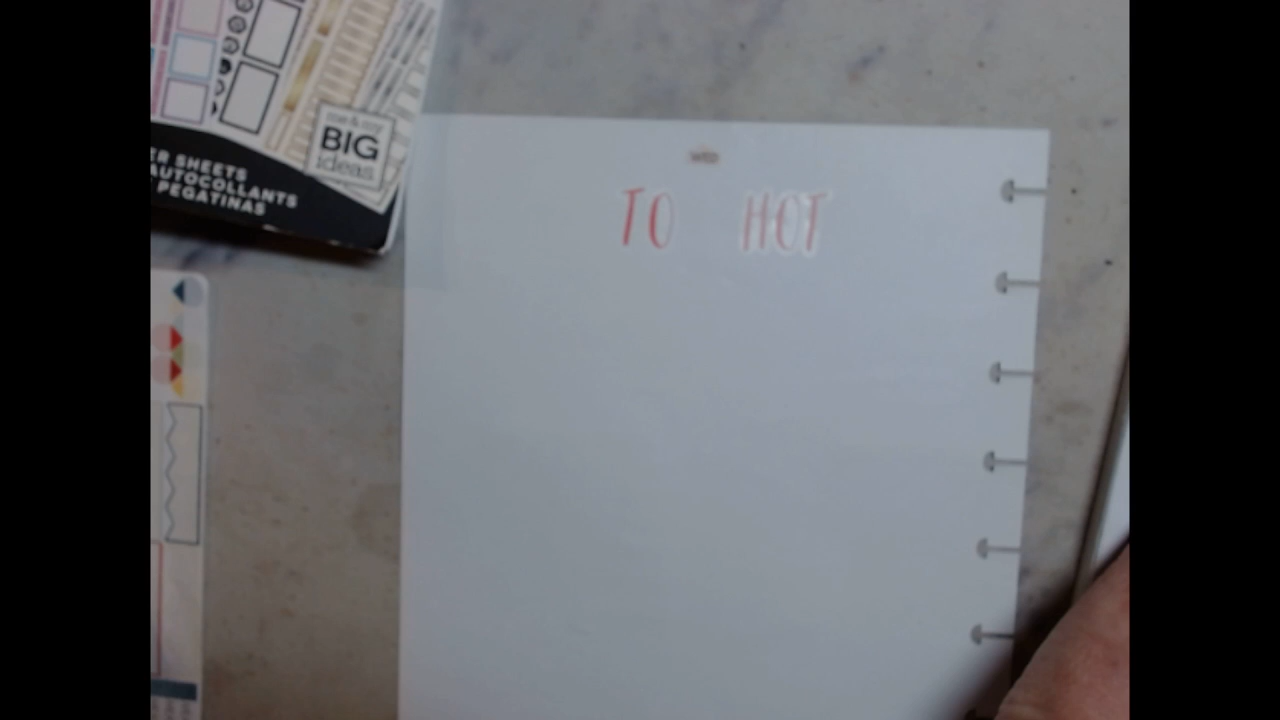 me & my
BIG
ideas
ER SHEETS
AUTOCOLLANTS
PEGATINAS
TO HOT